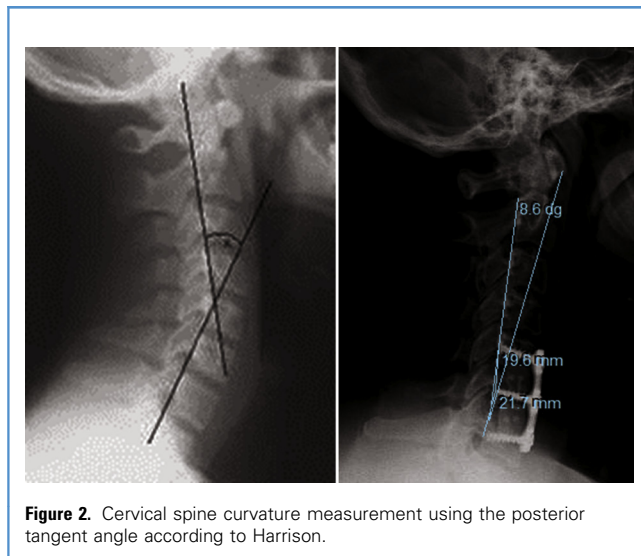 8.6 dg
19.6 mm
21.7 mm
Figure 2. Cervical spine curvature measurement using the posterior
tangent angle according to Harrison.